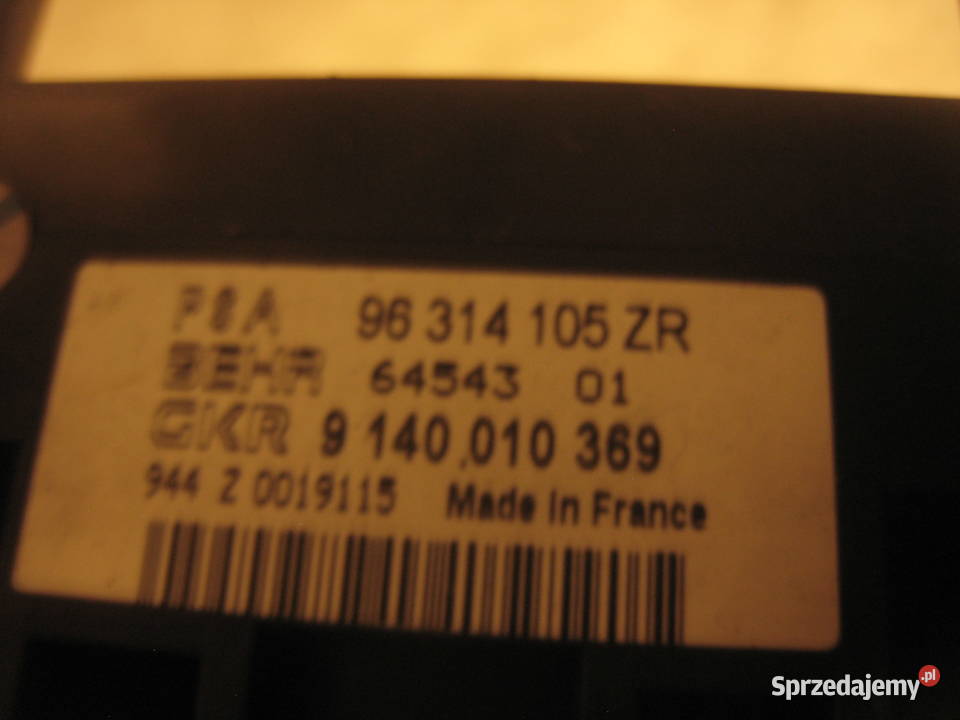 PSA 96 314 105 ZR
BEHR 64543 01
GKR 9 140.010 369
944 Z 0019115 Made in France
Sprzedajemy.pl